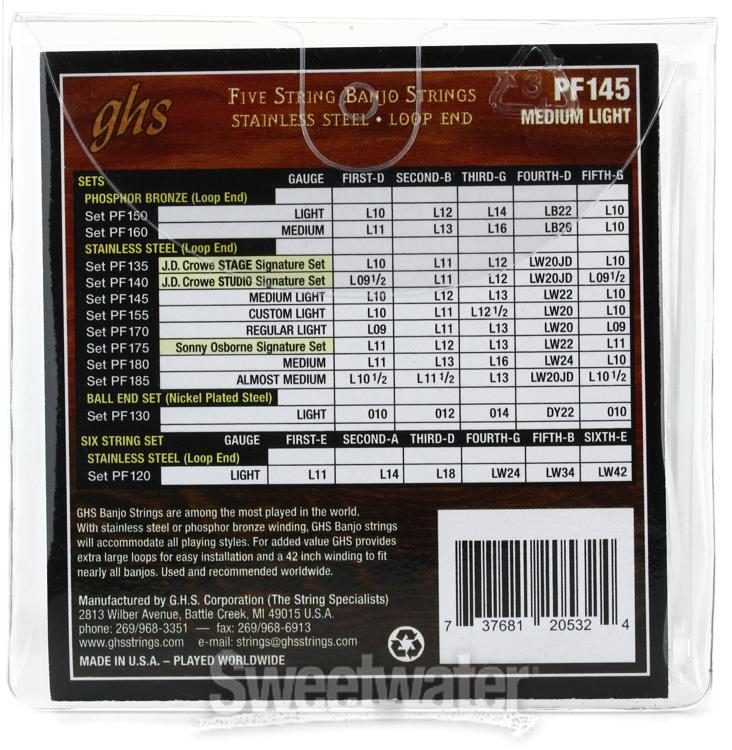 ghs
FIVE STRING BANJO STRINGS
STAINLESS STEEL • LOOP END
PF145
MEDIUM LIGHT
3
SETS GAUGE FIRST-D SECOND-B THIRD-G FOURTH-D FIFTH-G
PHOSPHOR BRONZE (Loop End)
Set PF150 LIGHT L10 L12 L14 LB22 L10
Set PF160 MEDIUM L11 L13 L16 LB26 L10
STAINLESS STEEL (Loop End)
Set PF135 J.D. Crowe STAGE Signature Set L10 L11 L12 LW20JD L10
Set PF140 J.D. Crowe STUDIO Signature Set L09 1/2 L11 L12 LW20JD L09 1/2
Set PF145 MEDIUM LIGHT L10 L12 L13 LW22 L10
Set PF155 CUSTOM LIGHT L10 L11 L12 1/2 LW20 L10
Set PF170 REGULAR LIGHT L09 L11 L13 LW20 L09
Set PF175 Sonny Osborne Signature Set L11 L12 L13 LW22 L11
Set PF180 MEDIUM L11 L13 L16 LW24 L10
Set PF185 ALMOST MEDIUM L10 1/2 L11 1/2 L13 LW20JD L10 1/2
BALL END SET (Nickel Plated Steel)
Set PF130 LIGHT 010 012 014 DY22 010
SIX STRING SET GAUGE FIRST-E SECOND-A THIRD-D FOURTH-G FIFTH-B SIXTH-E
STAINLESS STEEL (Loop End)
Set PF120 LIGHT L11 L14 L18 LW24 LW34 LW42
GHS Banjo Strings are among the most played in the world.
With stainless steel or phosphor bronze winding, GHS Banjo strings
will accommodate all playing styles. For added value GHS provides
extra large loops for easy installation and a 42 inch winding to fit
nearly all banjos. Used and recommended worldwide.
Manufactured by G.H.S. Corporation (The String Specialists)
2813 Wilber Avenue, Battle Creek, MI 49015 U.S.A.
phone: 269/968-3351 — fax: 269/968-6913
www.ghsstrings.com e-mail: strings@ghsstrings.com
MADE IN U.S.A. – PLAYED WORLDWIDE
7 37681 20532 4
Sweetwater